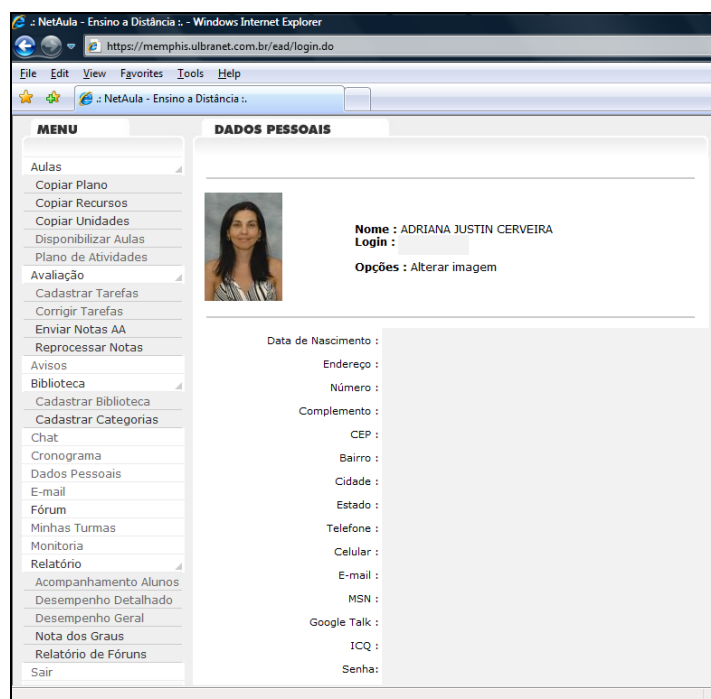 .: NetAula - Ensino a Distância :. - Windows Internet Explorer
https://memphis.ulbranet.com.br/ead/login.do
File Edit View Favorites Tools Help
.: NetAula - Ensino a Distância :.
MENU
Aulas
Copiar Plano
Copiar Recursos
Copiar Unidades
Disponibilizar Aulas
Plano de Atividades
Avaliação
Cadastrar Tarefas
Corrigir Tarefas
Enviar Notas AA
Reprocessar Notas
Avisos
Biblioteca
Cadastrar Biblioteca
Cadastrar Categorias
Chat
Cronograma
Dados Pessoais
E-mail
Fórum
Minhas Turmas
Monitoria
Relatório
Acompanhamento Alunos
Desempenho Detalhado
Desempenho Geral
Nota dos Graus
Relatório de Fóruns
Sair
DADOS PESSOAIS
Nome : ADRIANA JUSTIN CERVEIRA
Login :
Opções : Alterar imagem
Data de Nascimento :
Endereço :
Número :
Complemento :
CEP :
Bairro :
Cidade :
Estado :
Telefone :
Celular :
E-mail :
MSN :
Google Talk :
ICQ :
Senha: